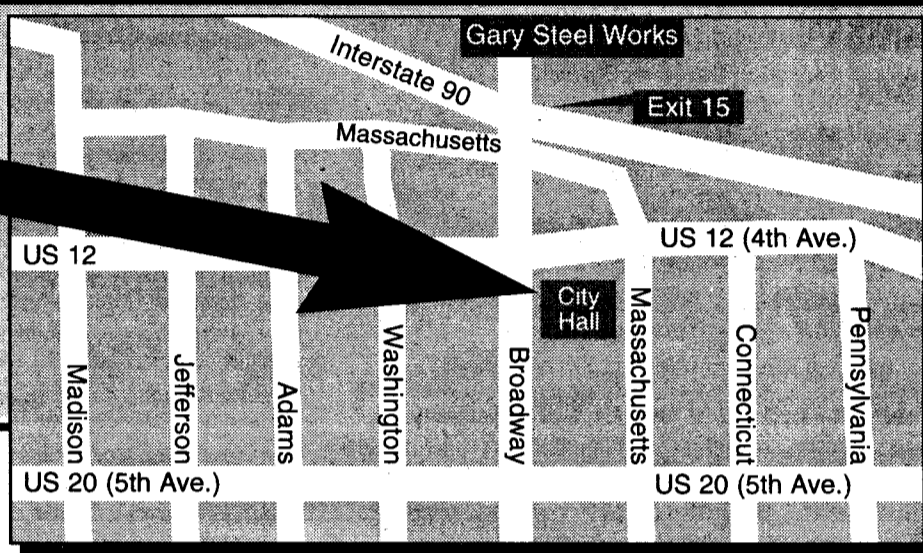 Gary Steel Works
Interstate 90
Exit 15
Massachusetts
US 12
US 12 (4th Ave.)
City
Hall
Madison
Jefferson
Adams
Washington
Broadway
Massachusetts
Connecticut
Pennsylvania
US 20 (5th Ave.)
US 20 (5th Ave.)